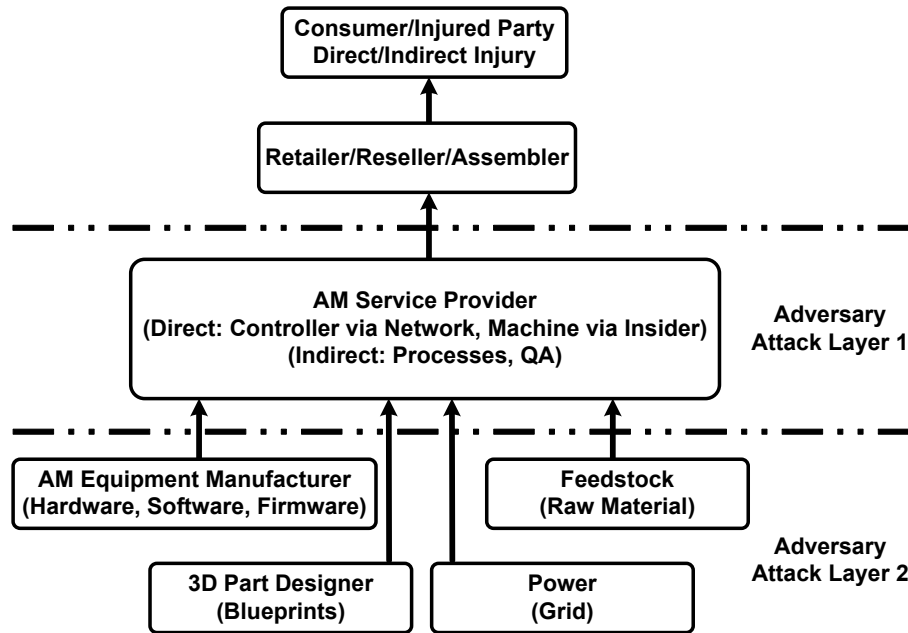 Consumer/Injured Party
Direct/Indirect Injury
Retailer/Reseller/Assembler
AM Service Provider
(Direct: Controller via Network, Machine via Insider)
(Indirect: Processes, QA)
Adversary
Attack Layer 1
AM Equipment Manufacturer
(Hardware, Software, Firmware)
Feedstock
(Raw Material)
3D Part Designer
(Blueprints)
Power
(Grid)
Adversary
Attack Layer 2